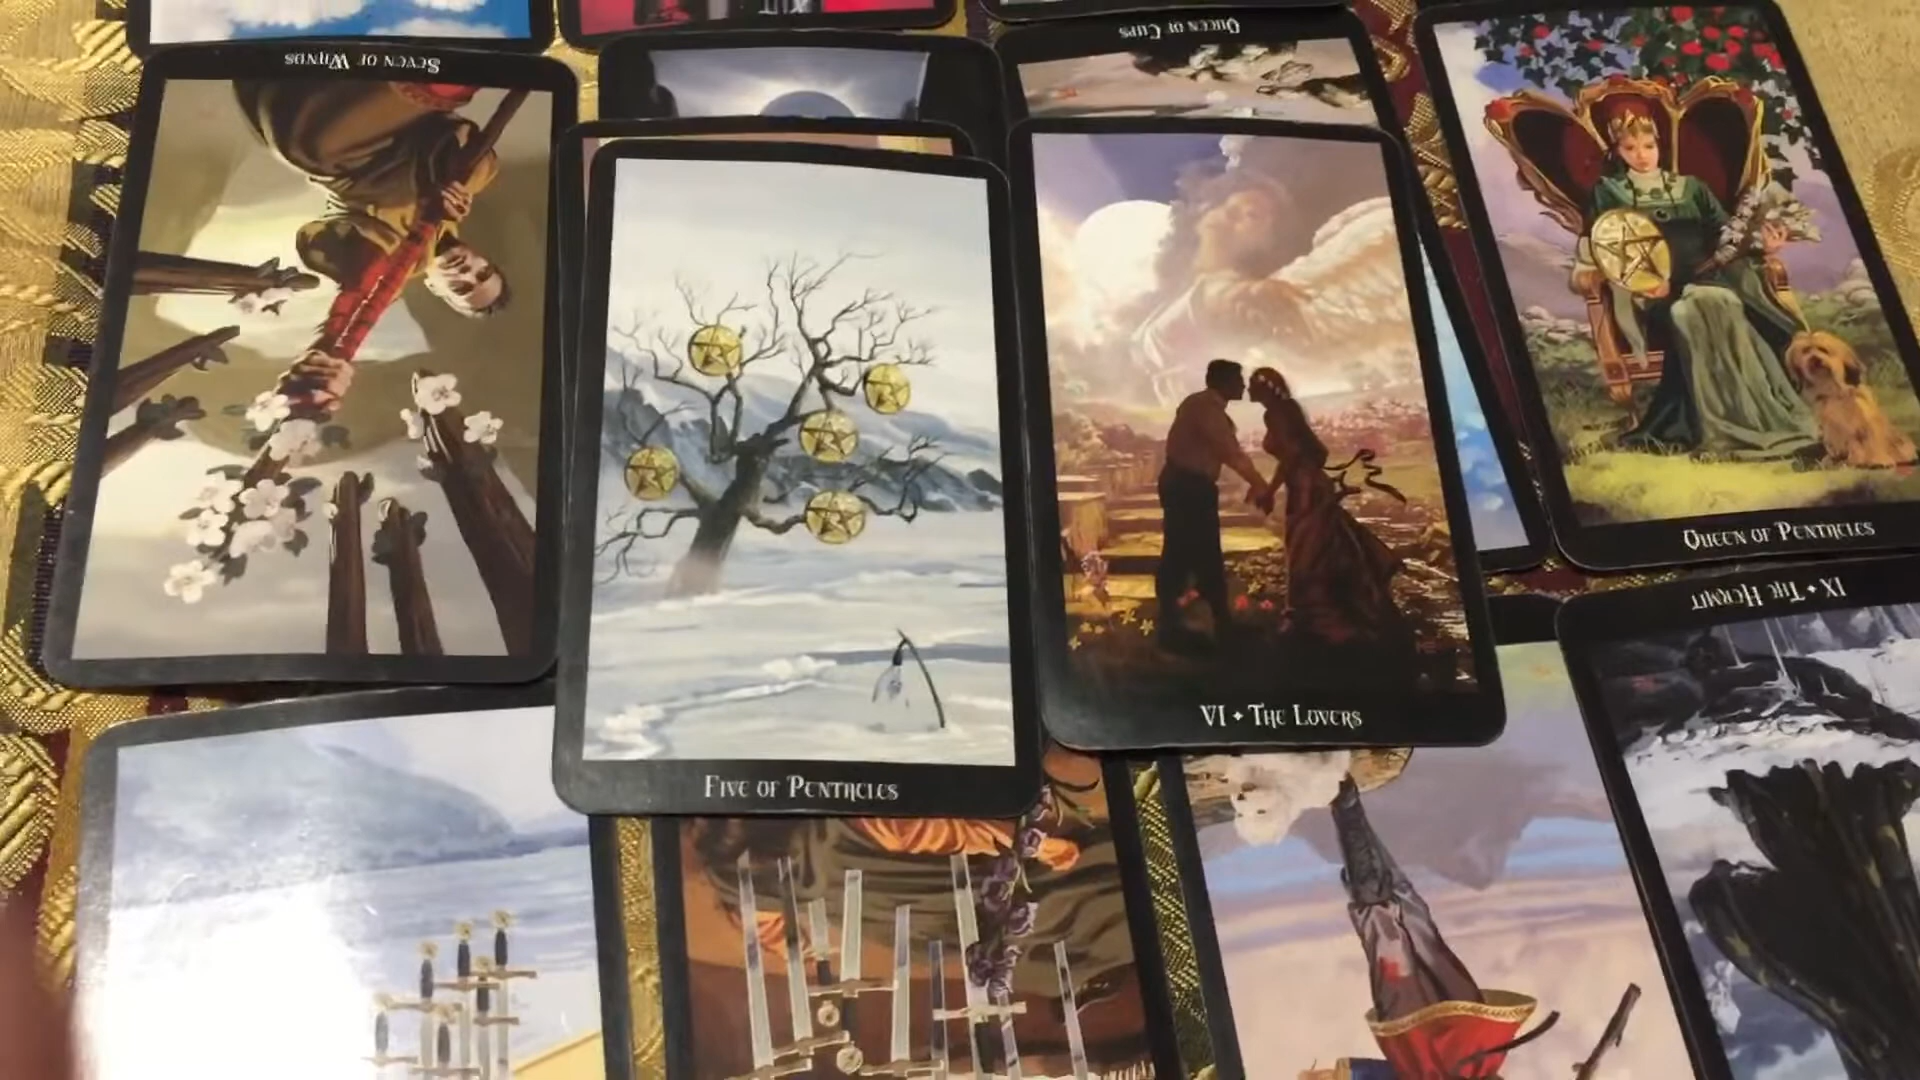 SEVEN OF WANDS
QUEEN OF CUPS
QUEEN OF PENTACLES
IX ✦ THE HERMIT
VI ✦ THE LOVERS
FIVE OF PENTACLES